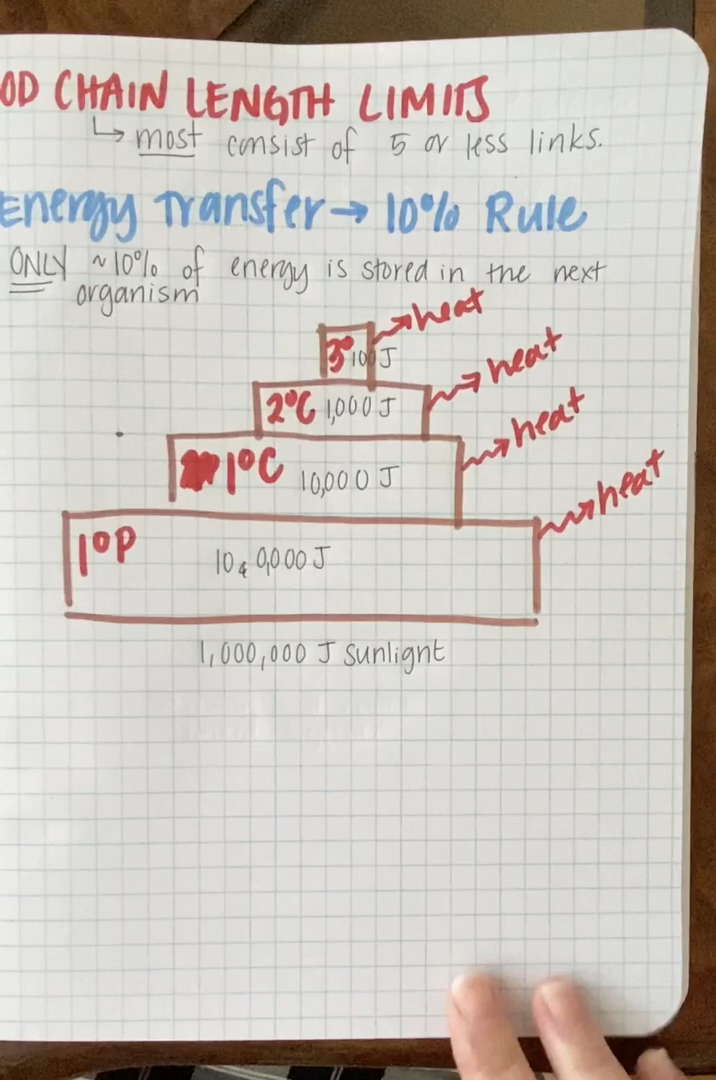 OD CHAIN LENGTH LIMITS
↳ most consist of 5 or less links.
Energy Transfer → 10% Rule
ONLY ~10% of energy is stored in the next
organism
heat
3° 100 J
heat
2°C 1,000 J
heat
1°C 10,000 J
heat
1°P 100,000 J
1,000,000 J sunlight